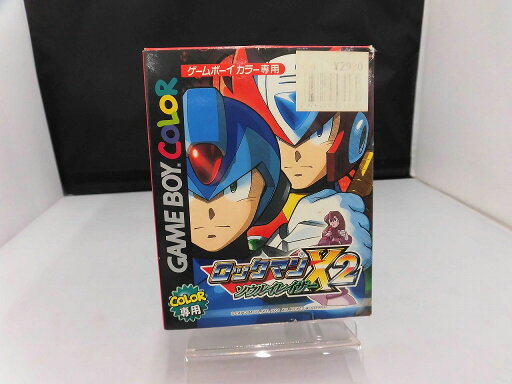 ゲームボーイカラー専用
¥2980
GAME BOY COLOR
ロックマンX2
ソウルイレイザー
COLOR
専用